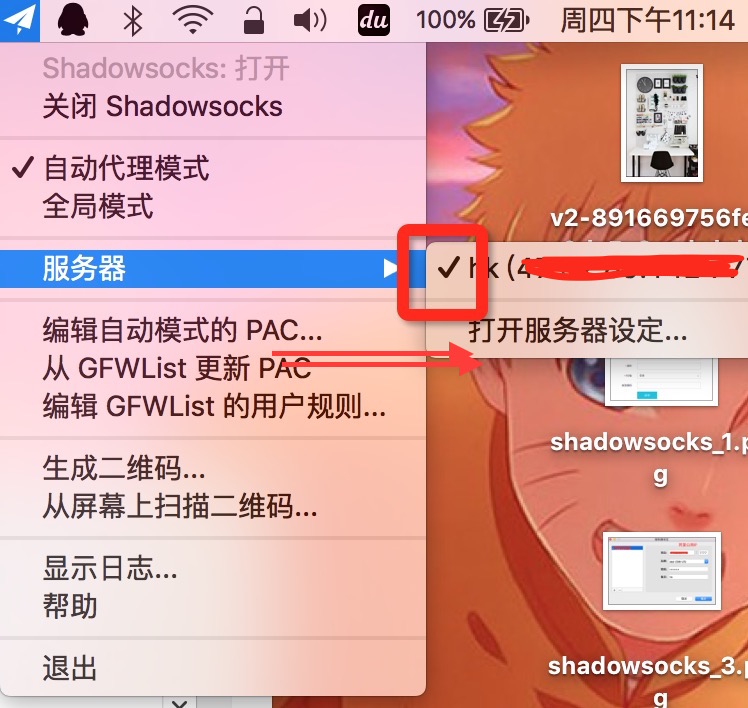 du 100% 周四下午11:14
Shadowsocks: 打开
关闭 Shadowsocks
自动代理模式
全局模式
服务器
hk (4
打开服务器设定...
编辑自动模式的 PAC...
从 GFWList 更新 PAC
编辑 GFWList 的用户规则...
生成二维码...
从屏幕上扫描二维码...
显示日志...
帮助
退出
v2-891669756fe
shadowsocks_1.p
g
shadowsocks_3.p
g